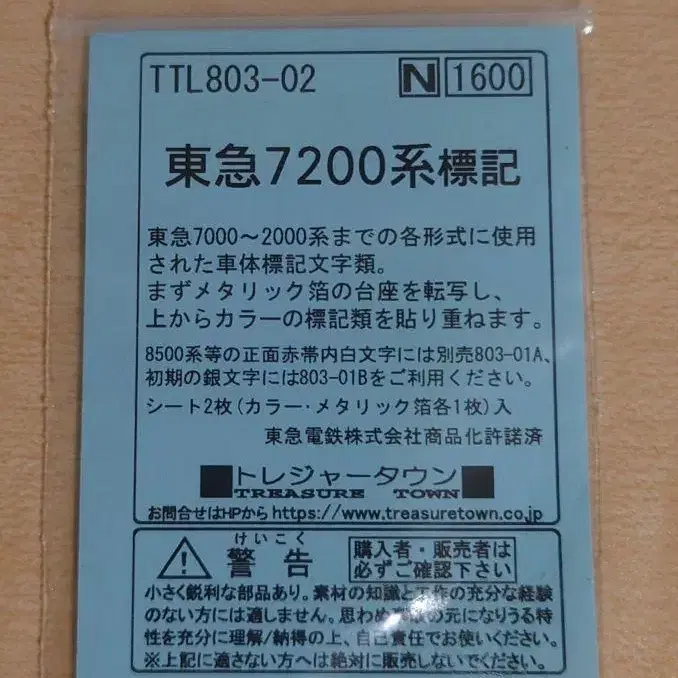 TTL803-02 N 1600
東急7200系標記
東急7000～2000系までの各形式に使用
された車体標記文字類。
まずメタリック箔の台座を転写し、
上からカラーの標記類を貼り重ねます。
8500系等の正面赤帯内白文字には別売803-01A、
初期の銀文字には803-01Bをご利用ください。
シート2枚(カラー・メタリック箔各1枚)入
東急電鉄株式会社商品化許諾済
トレジャータウン
TREASURE TOWN
お問合せはHPから https://www.treasuretown.co.jp
けいこく
警告
購入者・販売者は
必ずご確認下さい
小さく鋭利な部品あり。素材の知識と工作の充分な経験
のない方には適しません。思わぬ事故の元になりうる特
性を充分に理解/納得の上、自己責任でお使いください。
※上記に適さない方へは絶対に販売しないでください。